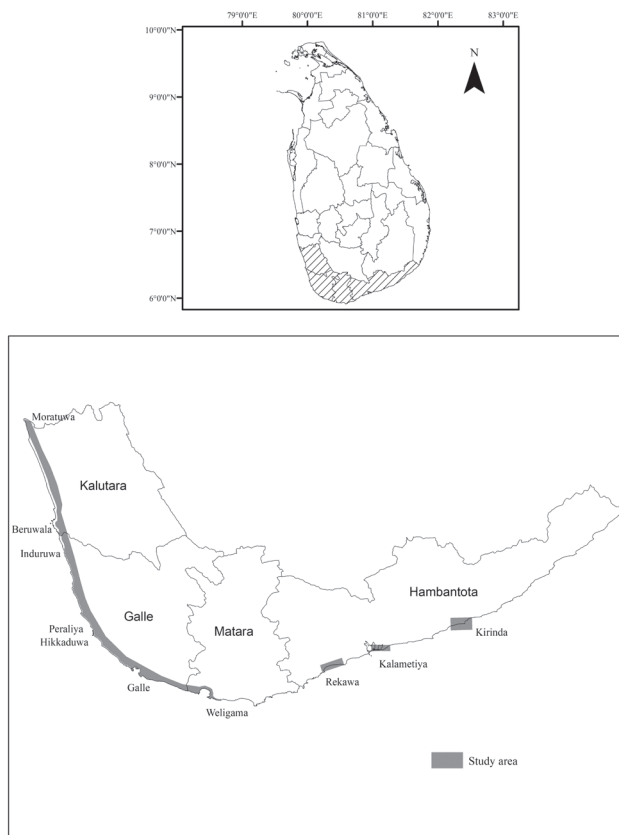 79°0'0"N 80°0'0"N 81°0'0"N 82°0'0"N 83°0'0"N
10°0'0"N
N
9°0'0"N
8°0'0"N
7°0'0"N
6°0'0"N
Moratuwa
Kalutara
Beruwala
Induruwa
Hambantota
Galle
Peraliya
Hikkaduwa
Matara
Kirinda
Kalametiya
Rekawa
Galle
Weligama
Study area